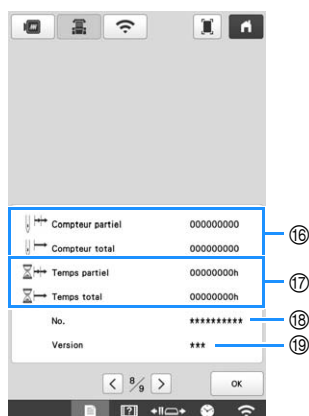 Compteur partiel 000000000
Compteur total 000000000
⑯
Temps partiel 00000000h
Temps total 00000000h
⑰
No. ********** ⑱
Version *** ⑲
< 8/9 > OK
?